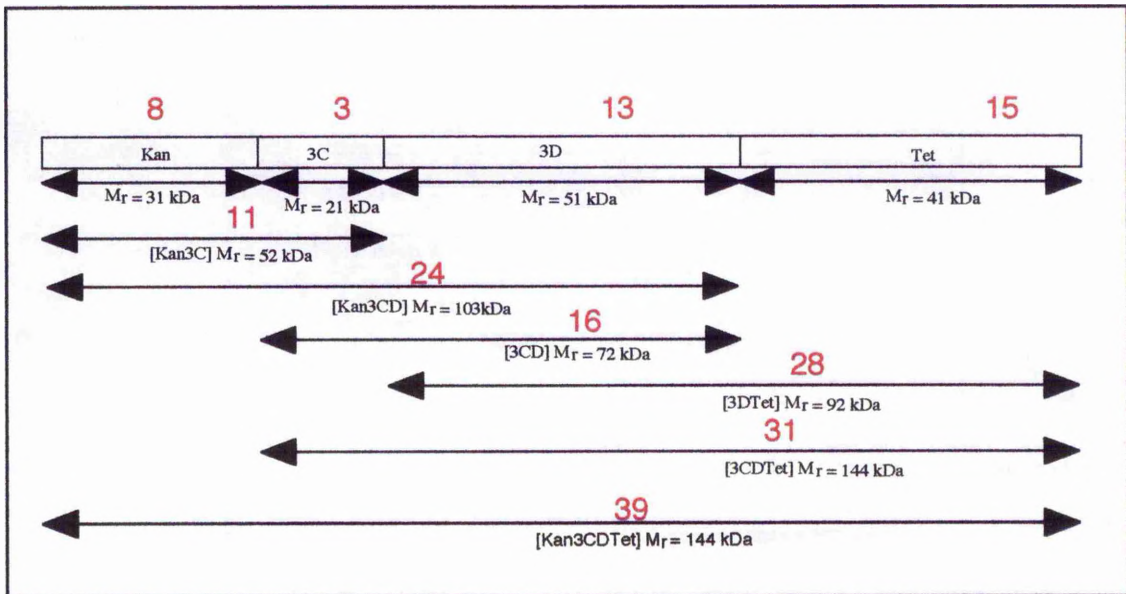 8 3 13 15
Kan 3C 3D Tet
Mr = 31 kDa Mr = 21 kDa Mr = 51 kDa Mr = 41 kDa
11
[Kan3C] Mr = 52 kDa
24
[Kan3CD] Mr = 103kDa
16
[3CD] Mr = 72 kDa
28
[3DTet] Mr = 92 kDa
31
[3CDTet] Mr = 144 kDa
39
[Kan3CDTet] Mr = 144 kDa